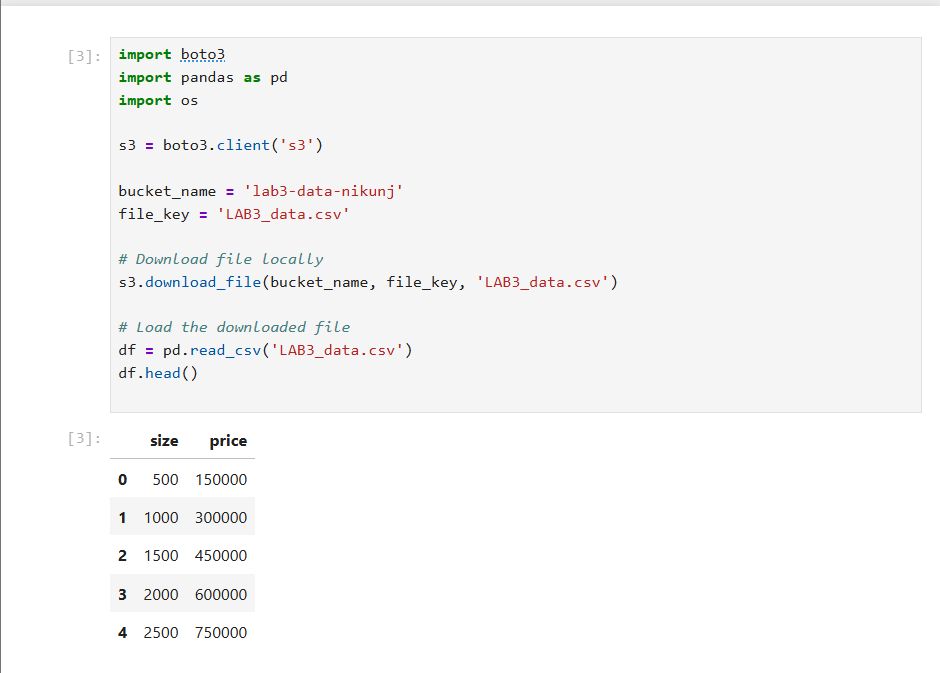 [3]:
import boto3
import pandas as pd
import os
s3 = boto3.client('s3')
bucket_name = 'lab3-data-nikunj'
file_key = 'LAB3_data.csv'
# Download file locally
s3.download_file(bucket_name, file_key, 'LAB3_data.csv')
# Load the downloaded file
df = pd.read_csv('LAB3_data.csv')
df.head()
[3]:
size price
0 500 150000
1 1000 300000
2 1500 450000
3 2000 600000
4 2500 750000